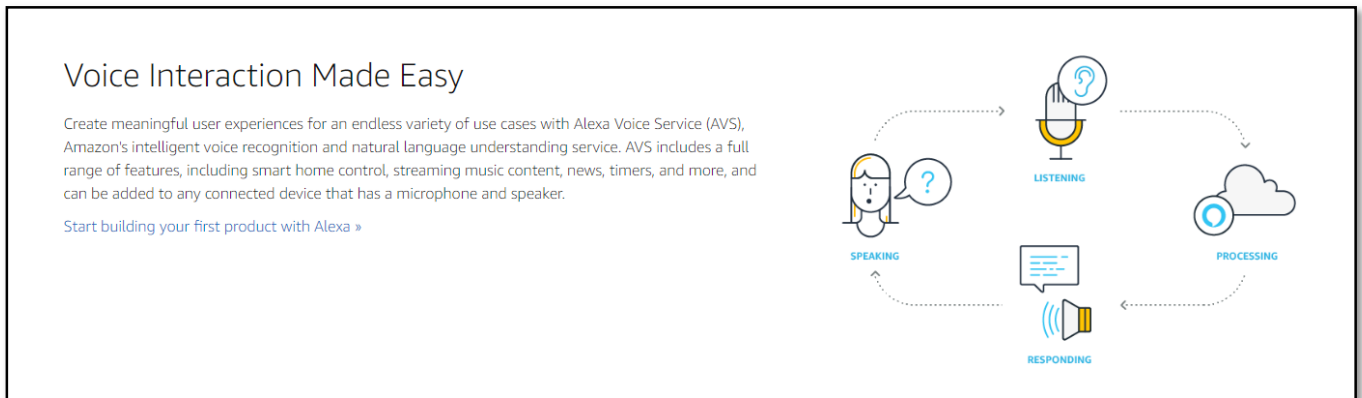 Voice Interaction Made Easy
Create meaningful user experiences for an endless variety of use cases with Alexa Voice Service (AVS),
Amazon's intelligent voice recognition and natural language understanding service. AVS includes a full
range of features, including smart home control, streaming music content, news, timers, and more, and
can be added to any connected device that has a microphone and speaker.
Start building your first product with Alexa »
?
LISTENING
SPEAKING
PROCESSING
RESPONDING